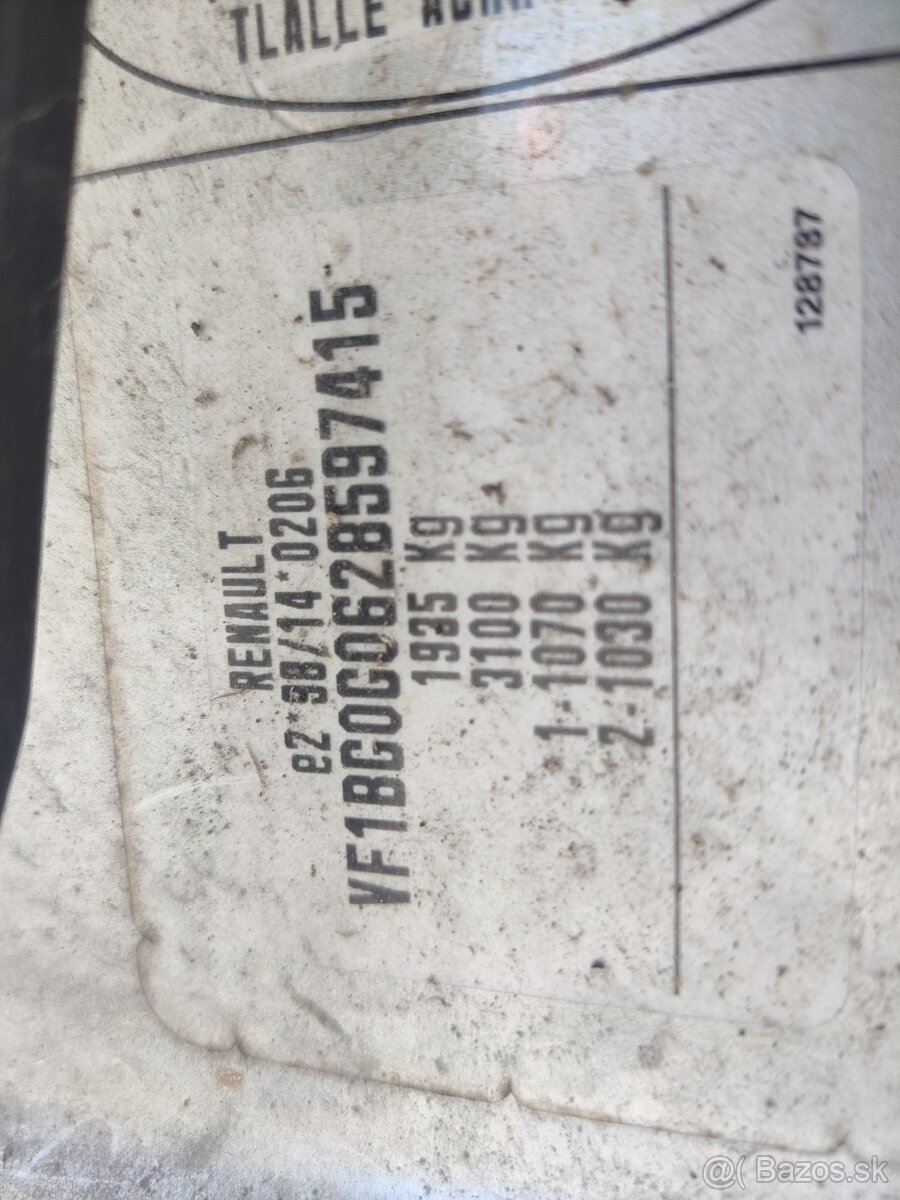 TLALLE
RENAULT
e2*98/14*0206
VF1BG0G0628597415
1935 Kg
3100 Kg
1-1070 Kg
2-1030 Kg
128787
@( Bazos.sk